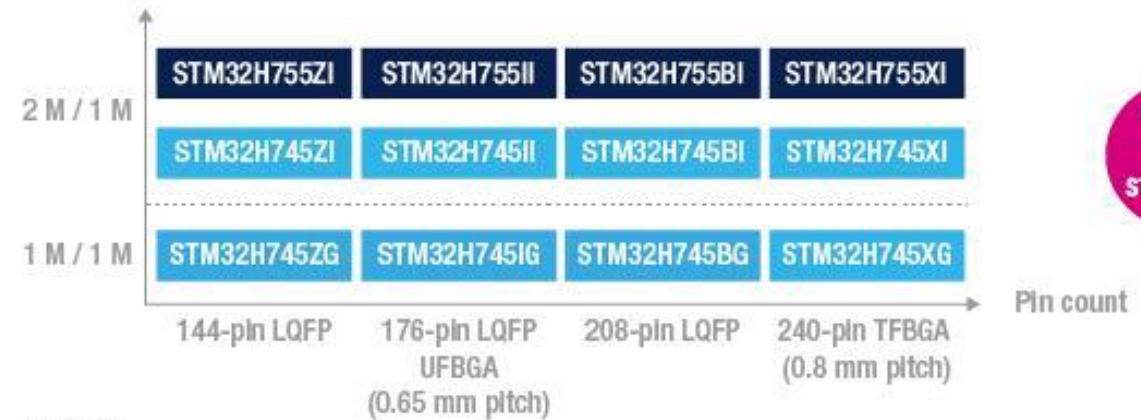 STM32H755ZI STM32H755II STM32H755BI STM32H755XI
2 M / 1 M
STM32H745ZI STM32H745II STM32H745BI STM32H745XI
1 M / 1 M STM32H745ZG STM32H745IG STM32H745BG STM32H745XG
Pin count
144-pin LQFP 176-pin LQFP 208-pin LQFP 240-pin TFBGA
UFBGA (0.8 mm pitch)
(0.65 mm pitch)